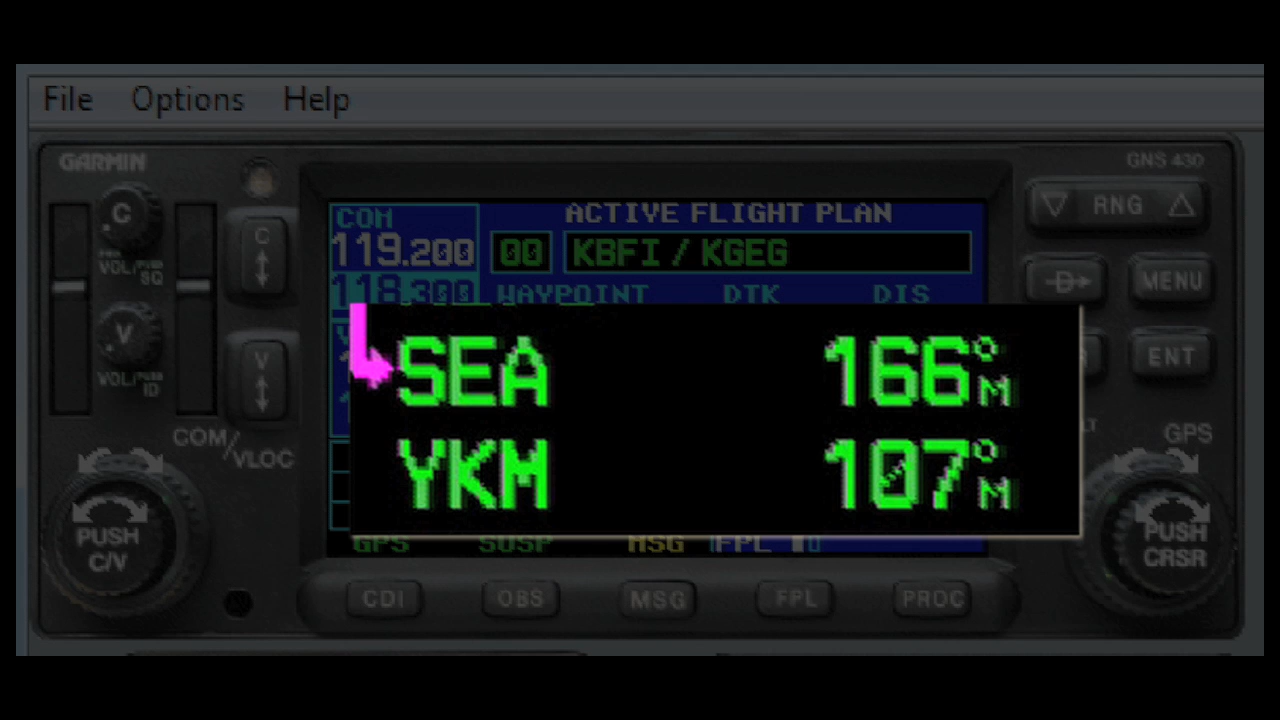 File Options Help
GARMIN
GNS 430
C
VOL/PUSH SQ
V
VOL/PUSH ID
C
V
COM/VLOC
PUSH
C/V
COM
119.200
118.300
ACTIVE FLIGHT PLAN
00 KBFI / KGEG
WAYPOINT DTK DIS
SEA 166°M
YKM 107°M
GPS SUSP MSG FPL
CDI OBS MSG FPL PROC
RNG
D MENU
ENT
GPS
PUSH
CRSR